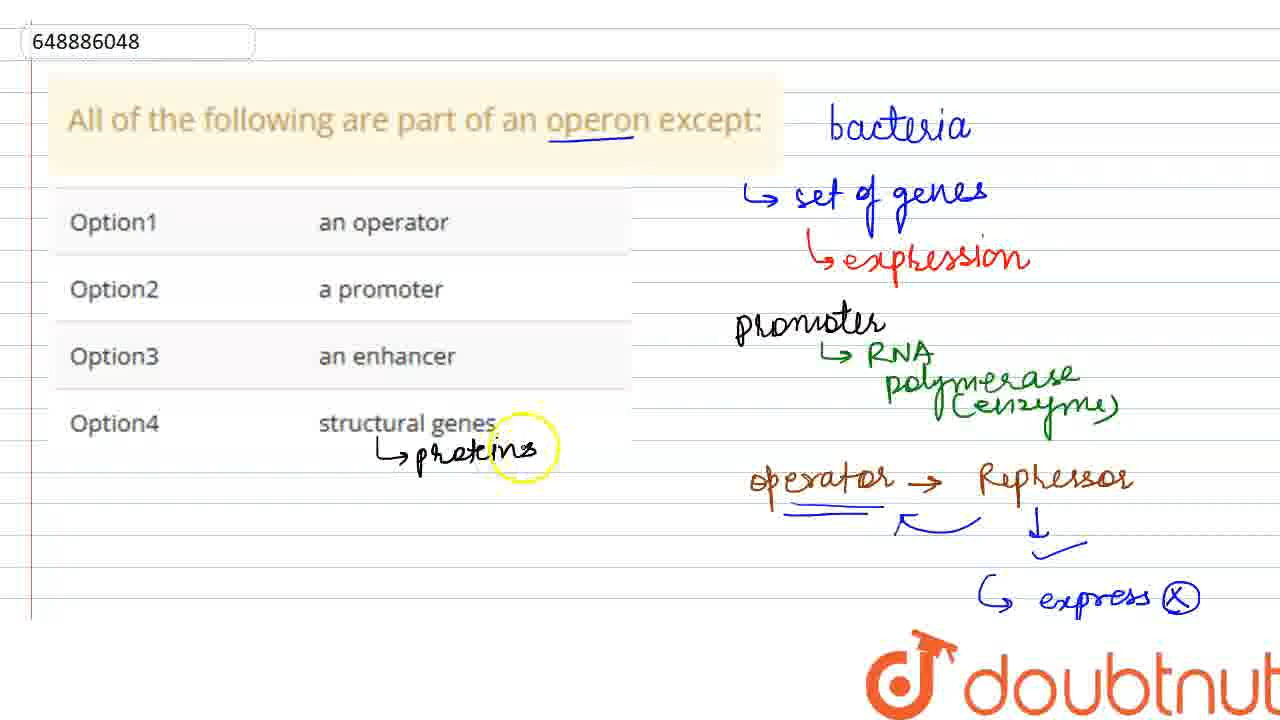 648886048
All of the following are part of an operon except:
Option1 an operator
Option2 a promoter
Option3 an enhancer
Option4 structural genes
↳ proteins
bacteria
↳ set of genes
↳ expression
promoter
↳ RNA
polymerase
(enzyme)
operator → Repressor
↳ express ⓧ
doubtnut